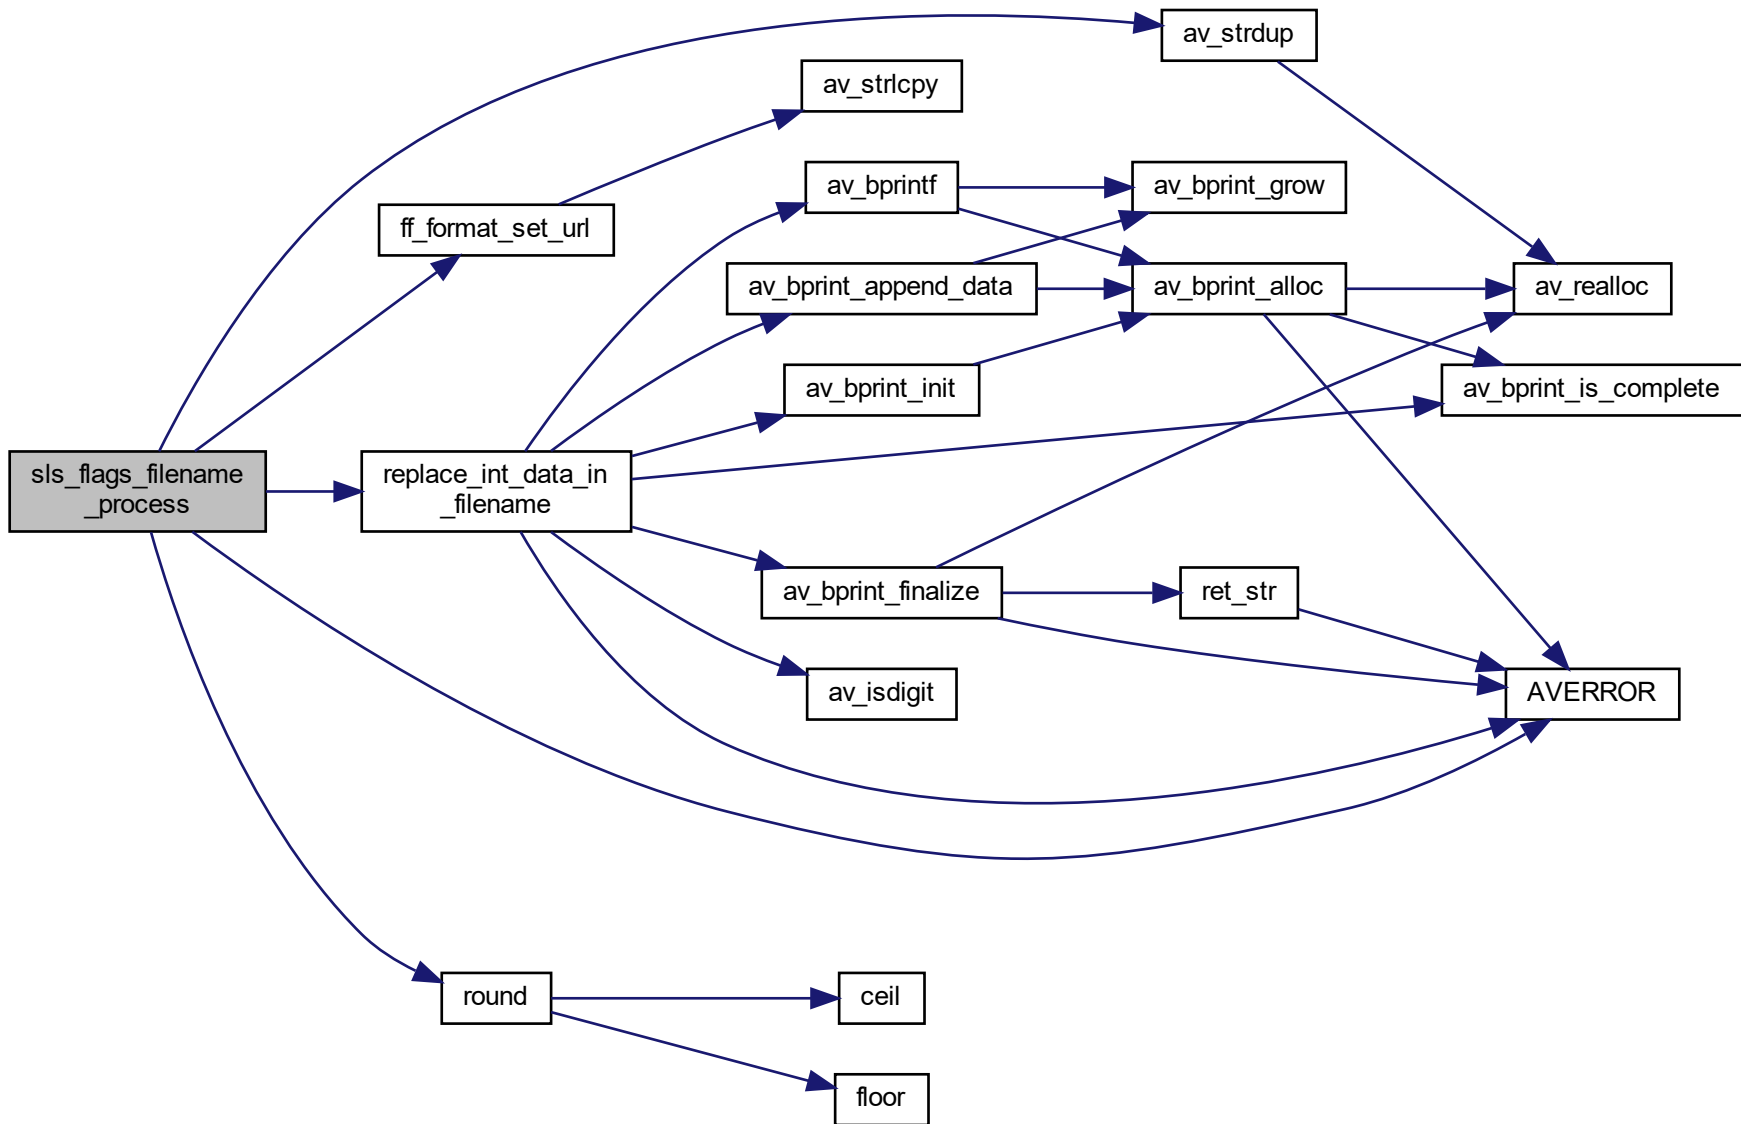 av_strdup
av_strlcpy
av_bprintf
av_bprint_grow
ff_format_set_url
av_bprint_append_data
av_bprint_alloc
av_realloc
av_bprint_init
av_bprint_is_complete
sls_flags_filename
_process
replace_int_data_in
_filename
av_bprint_finalize
ret_str
av_isdigit
AVERROR
round
ceil
floor